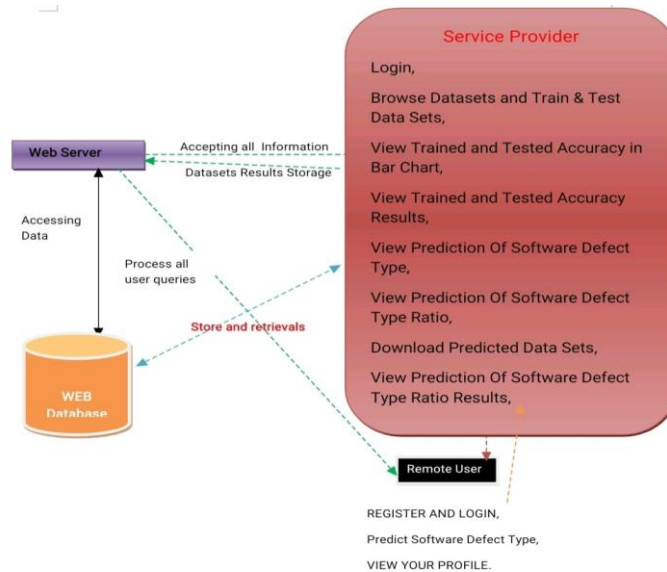 Service Provider
Login,
Browse Datasets and Train & Test
Data Sets,
View Trained and Tested Accuracy in
Bar Chart,
View Trained and Tested Accuracy
Results,
View Prediction Of Software Defect
Type,
View Prediction Of Software Defect
Type Ratio,
Download Predicted Data Sets,
View Prediction Of Software Defect
Type Ratio Results,
Web Server
Accepting all Information
Datasets Results Storage
Accessing
Data
Process all
user queries
Store and retrievals
WEB
Database
Remote User
REGISTER AND LOGIN,
Predict Software Defect Type,
VIEW YOUR PROFILE.